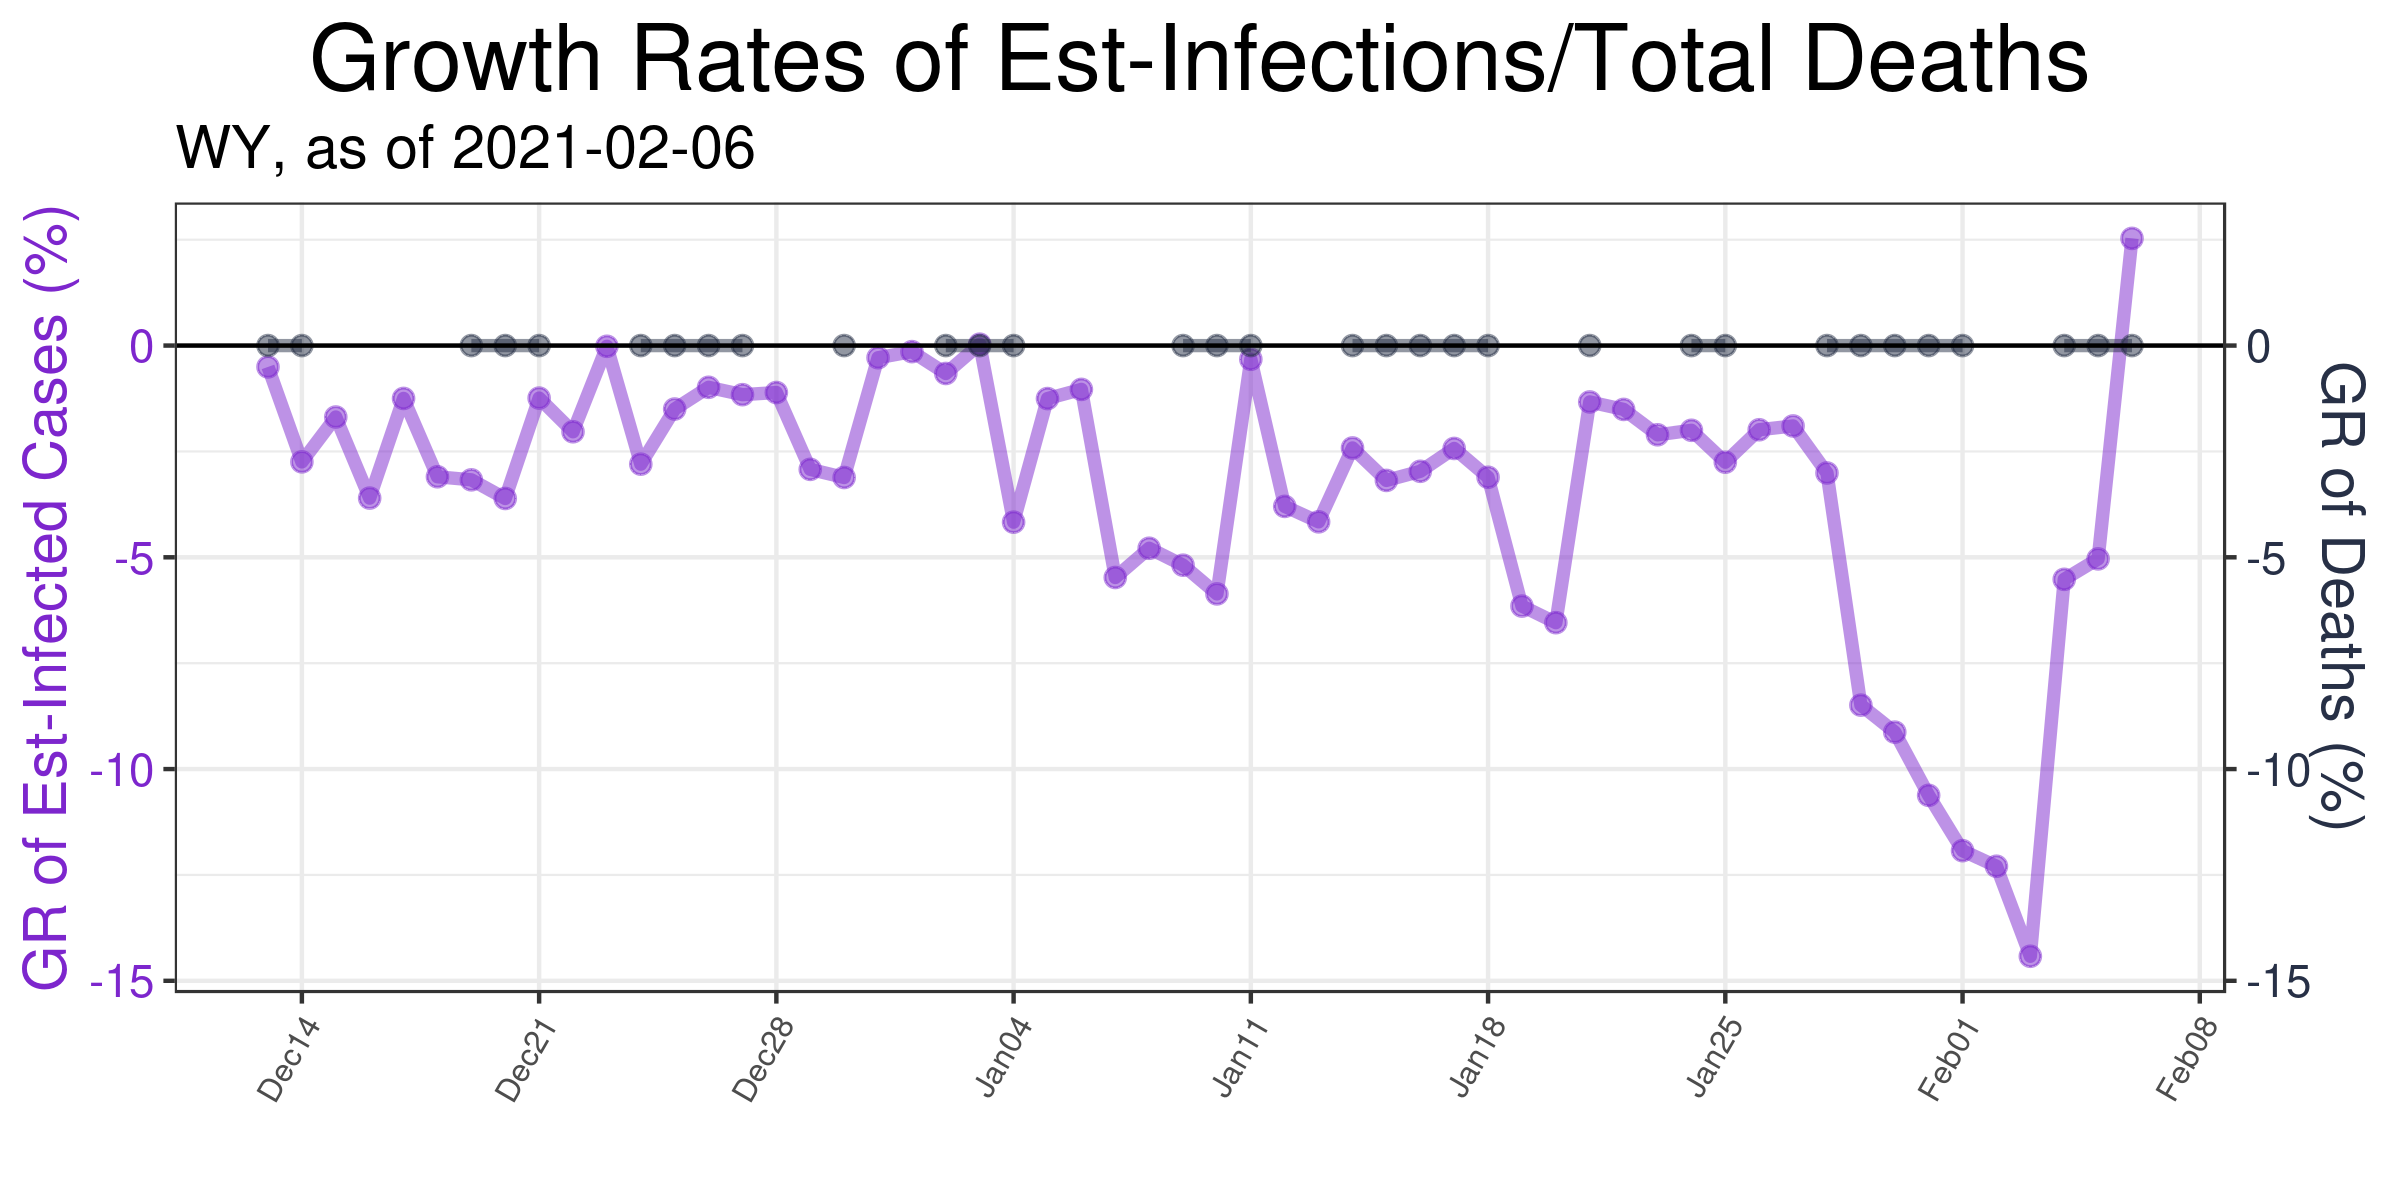 Growth Rates of Est-Infections/Total Deaths
WY, as of 2021-02-06
GR of Est-Infected Cases (%)
0
-5
-10
-15
0
-5
-10
-15
GR of Deaths (%)
Dec14
Dec21
Dec28
Jan04
Jan11
Jan18
Jan25
Feb01
Feb08